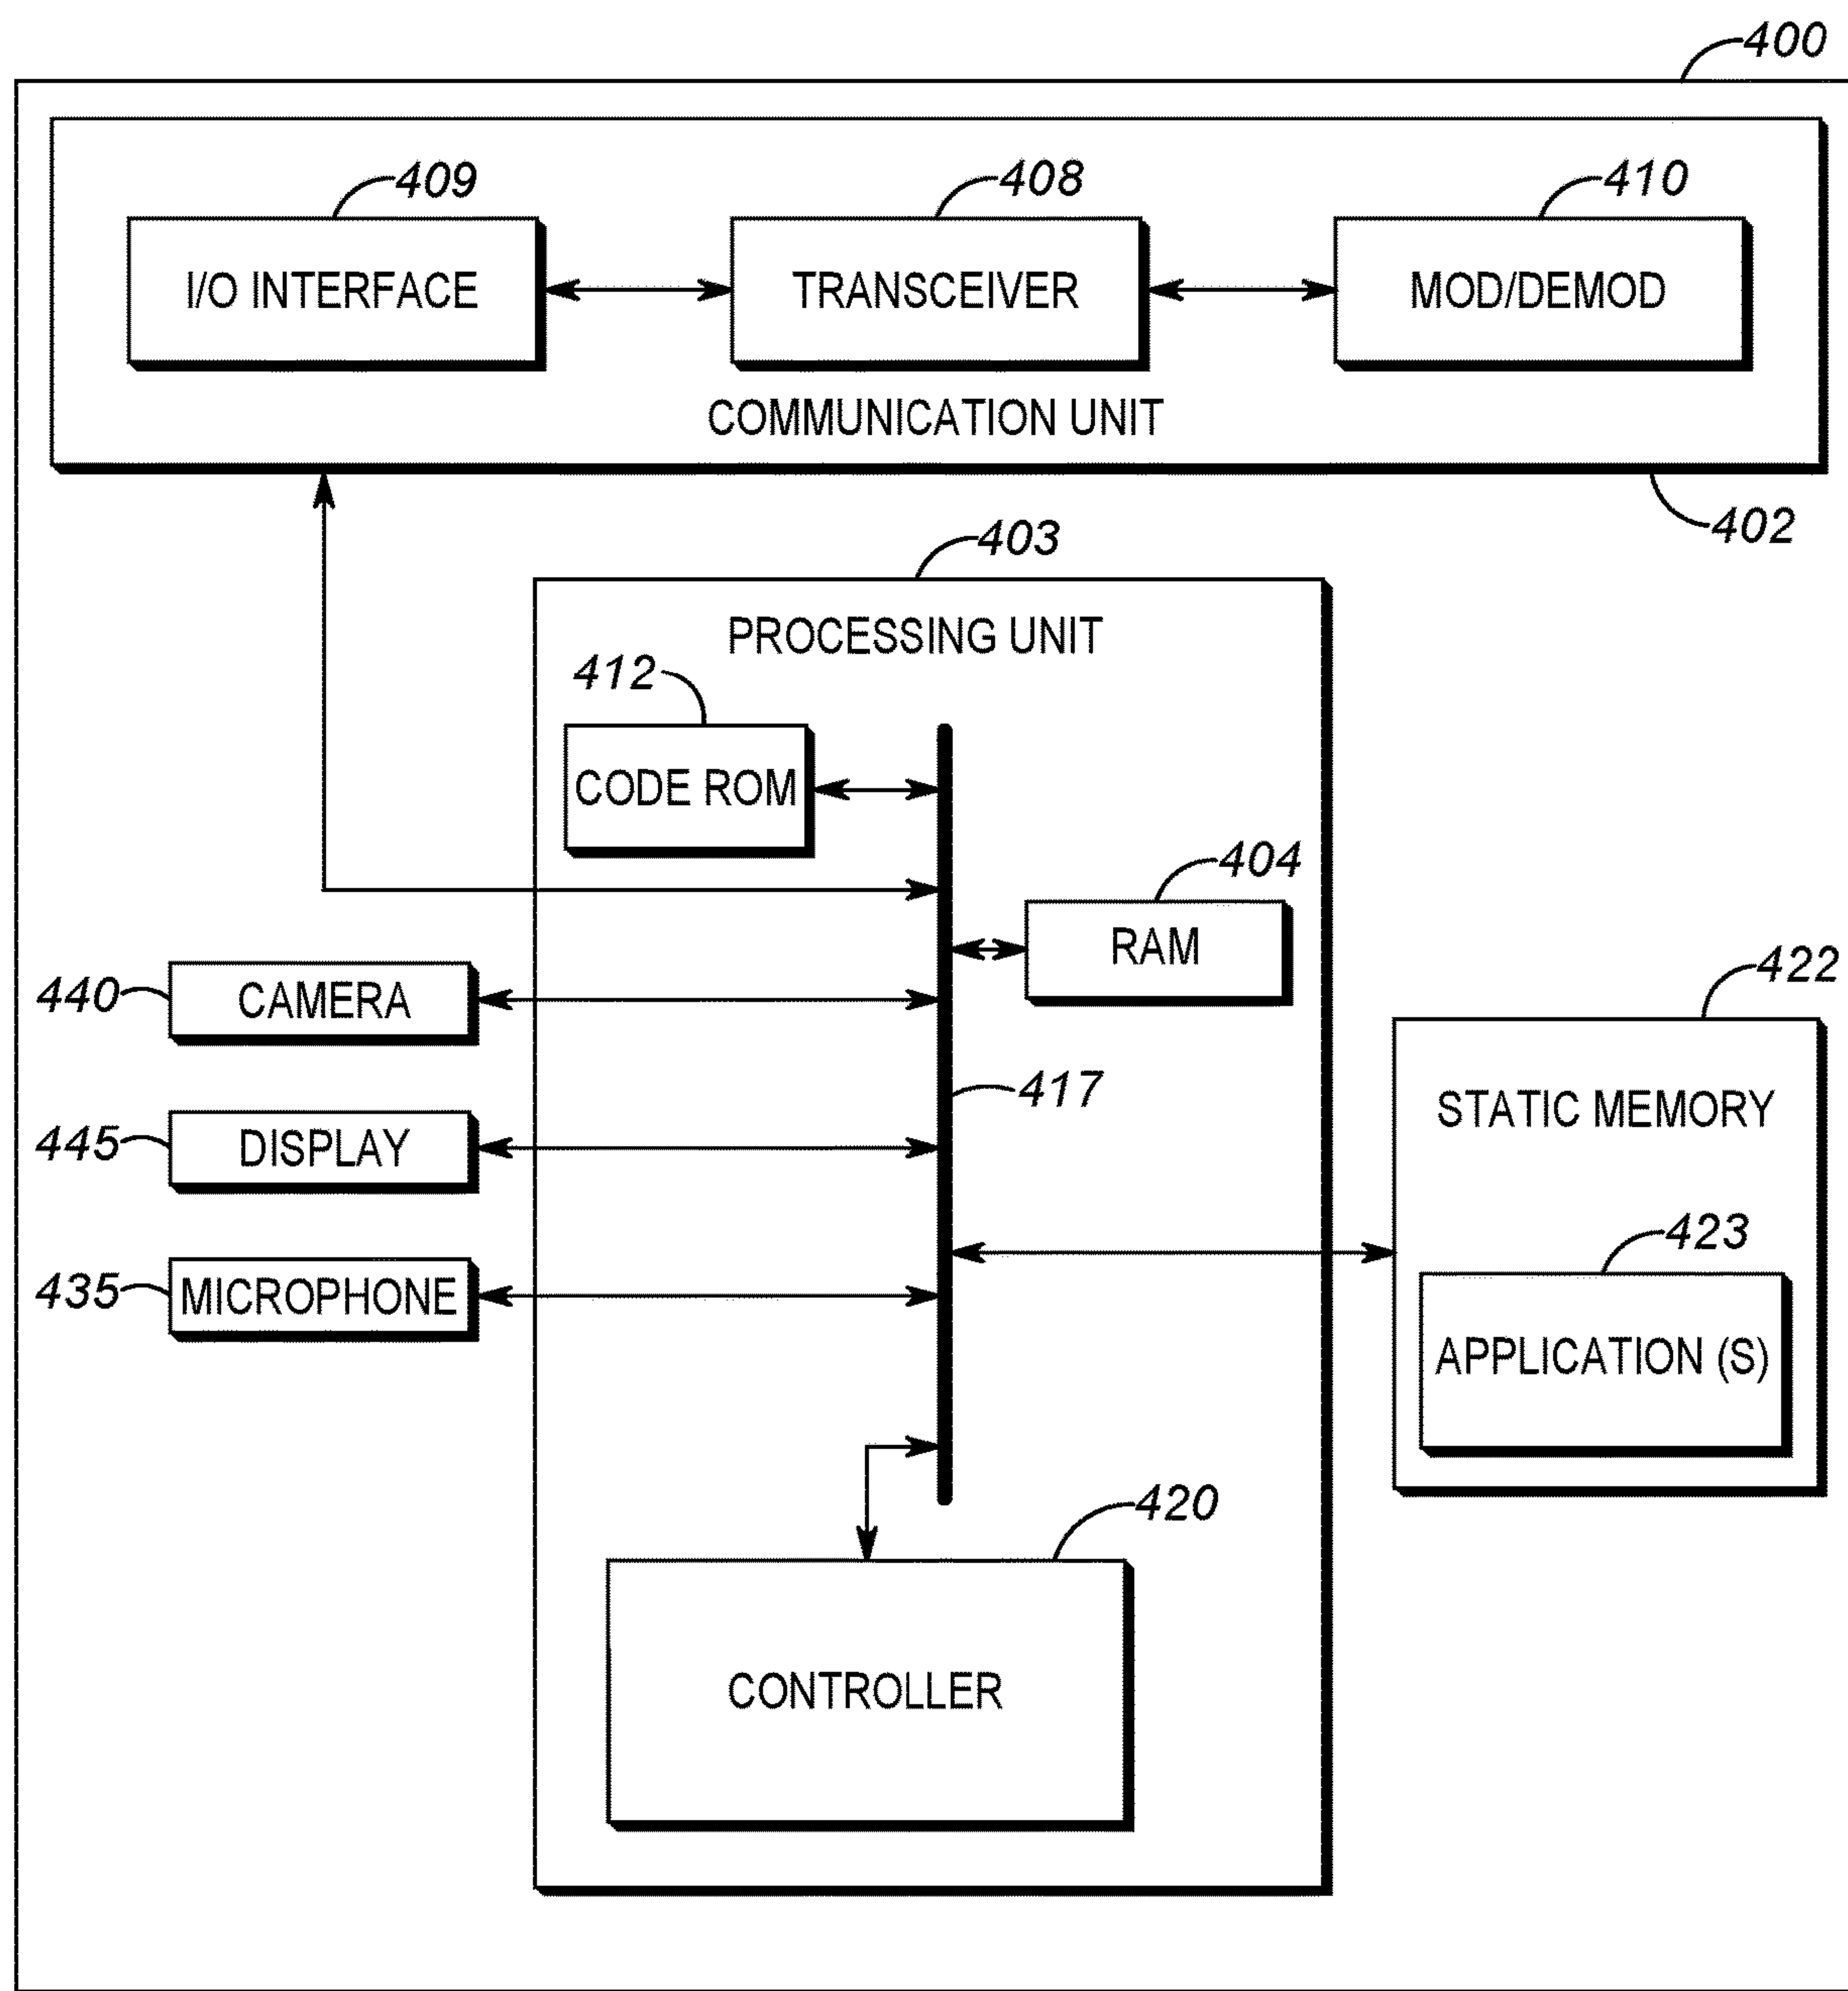 400
409
408
410
I/O INTERFACE
TRANSCEIVER
MOD/DEMOD
COMMUNICATION UNIT
402
403
PROCESSING UNIT
412
CODE ROM
404
RAM
440
CAMERA
422
417
STATIC MEMORY
445
DISPLAY
423
435
MICROPHONE
APPLICATION (S)
420
CONTROLLER